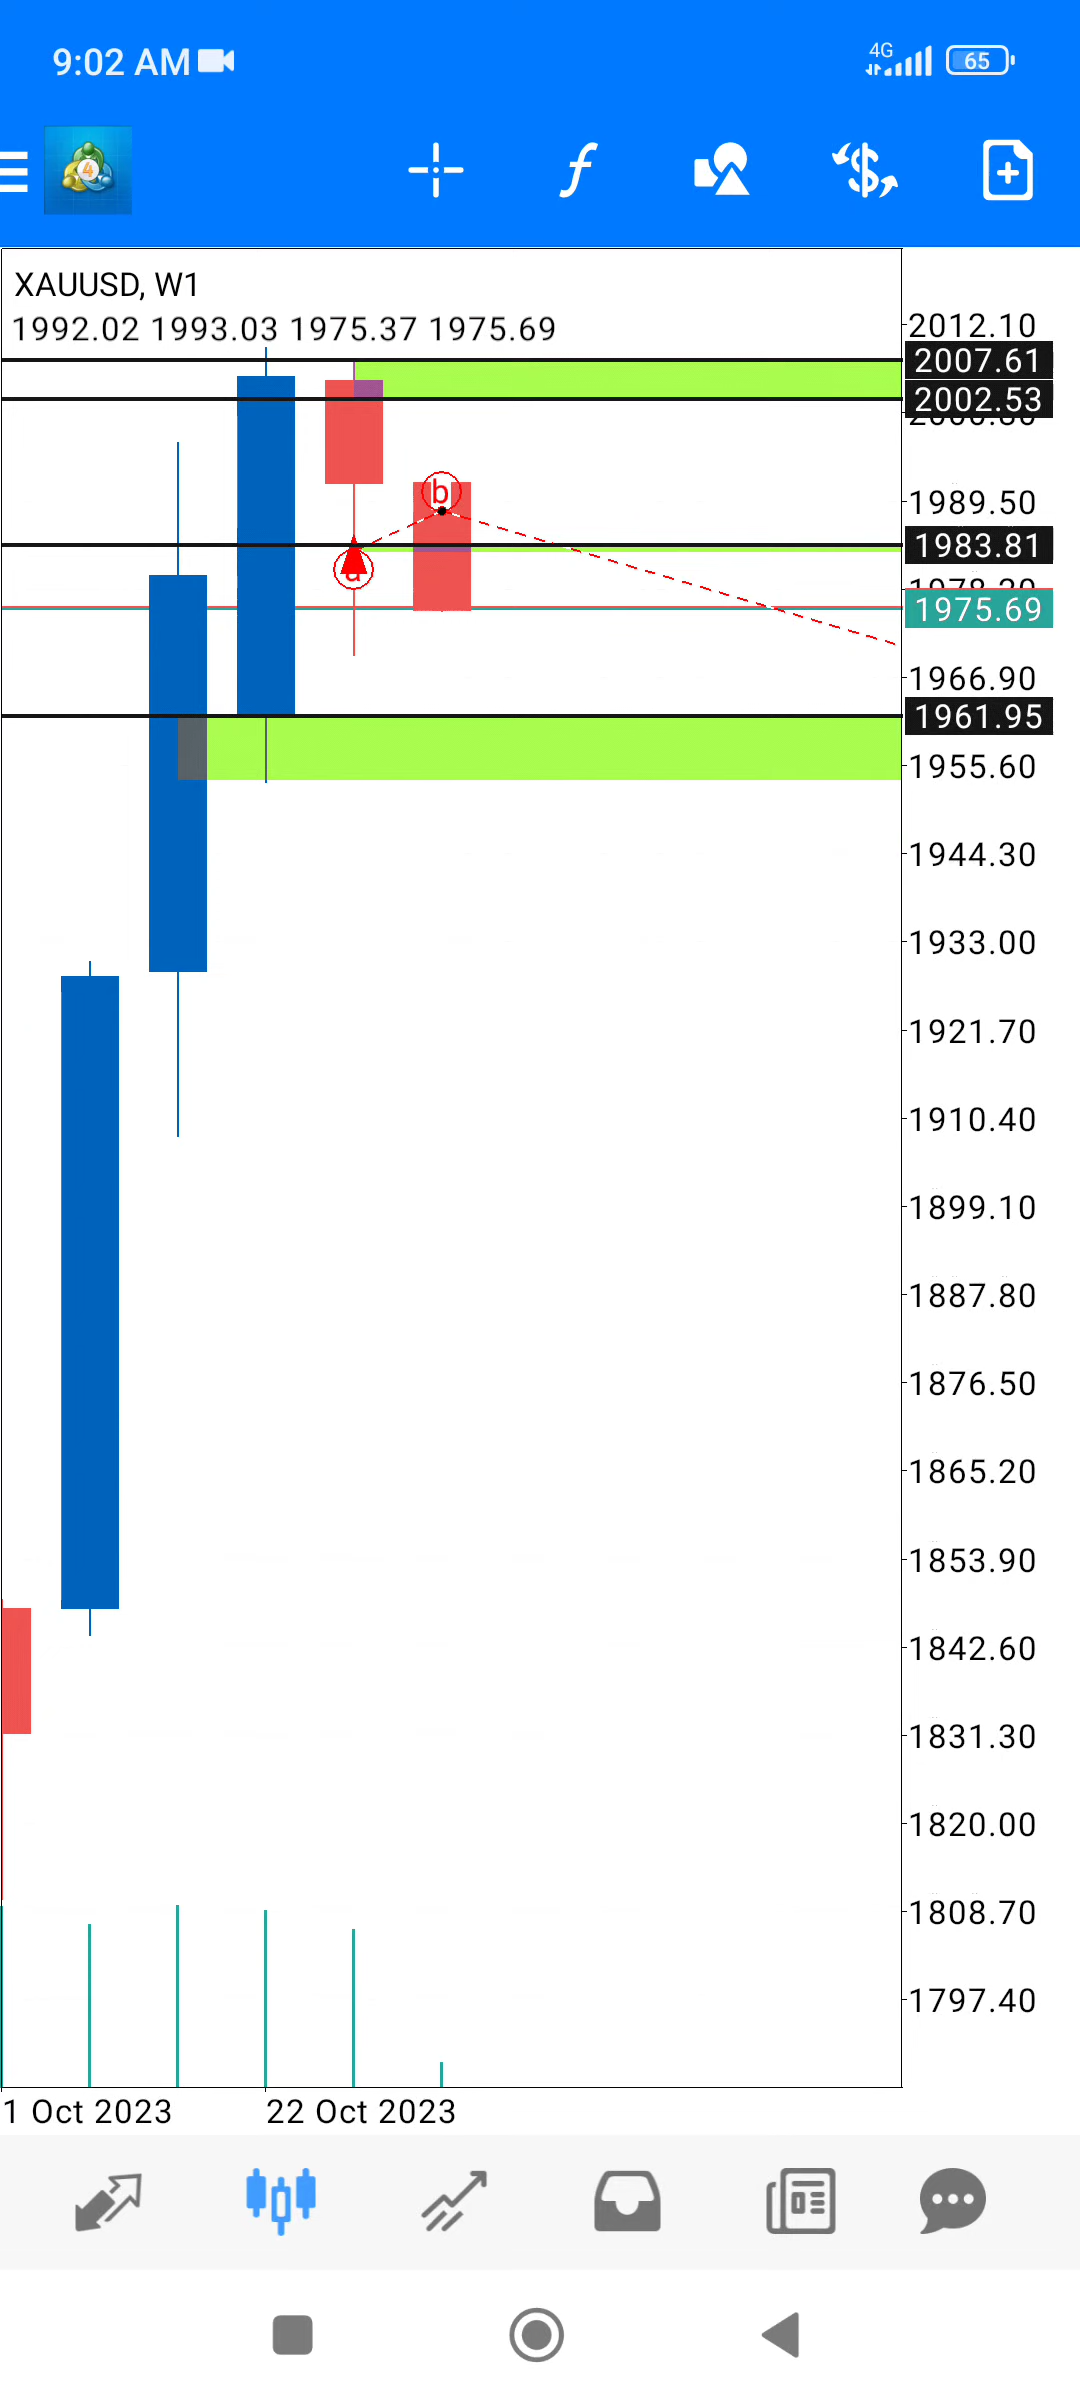 9:02 AM
4G
65
4
f
XAUUSD, W1
1992.02 1993.03 1975.37 1975.69
2012.10
2007.61
2002.53
1989.50
b
1983.81
a
1975.69
1966.90
1961.95
1955.60
1944.30
1933.00
1921.70
1910.40
1899.10
1887.80
1876.50
1865.20
1853.90
1842.60
1831.30
1820.00
1808.70
1797.40
1 Oct 2023
22 Oct 2023